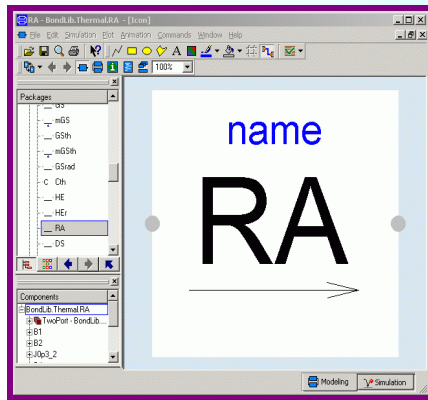 RA - BondLib.Thermal.RA - [Icon]
File Edit Simulation Plot Animation Commands Window Help
100%
Packages
GS
mGS
GSth
mGSth
GSrad
C Cth
HE
HEr
RA
DS
Components
BondLib.Thermal.RA
TwoPort - BondLib....
B1
B2
J0p3_2
name
RA
Modeling
Simulation